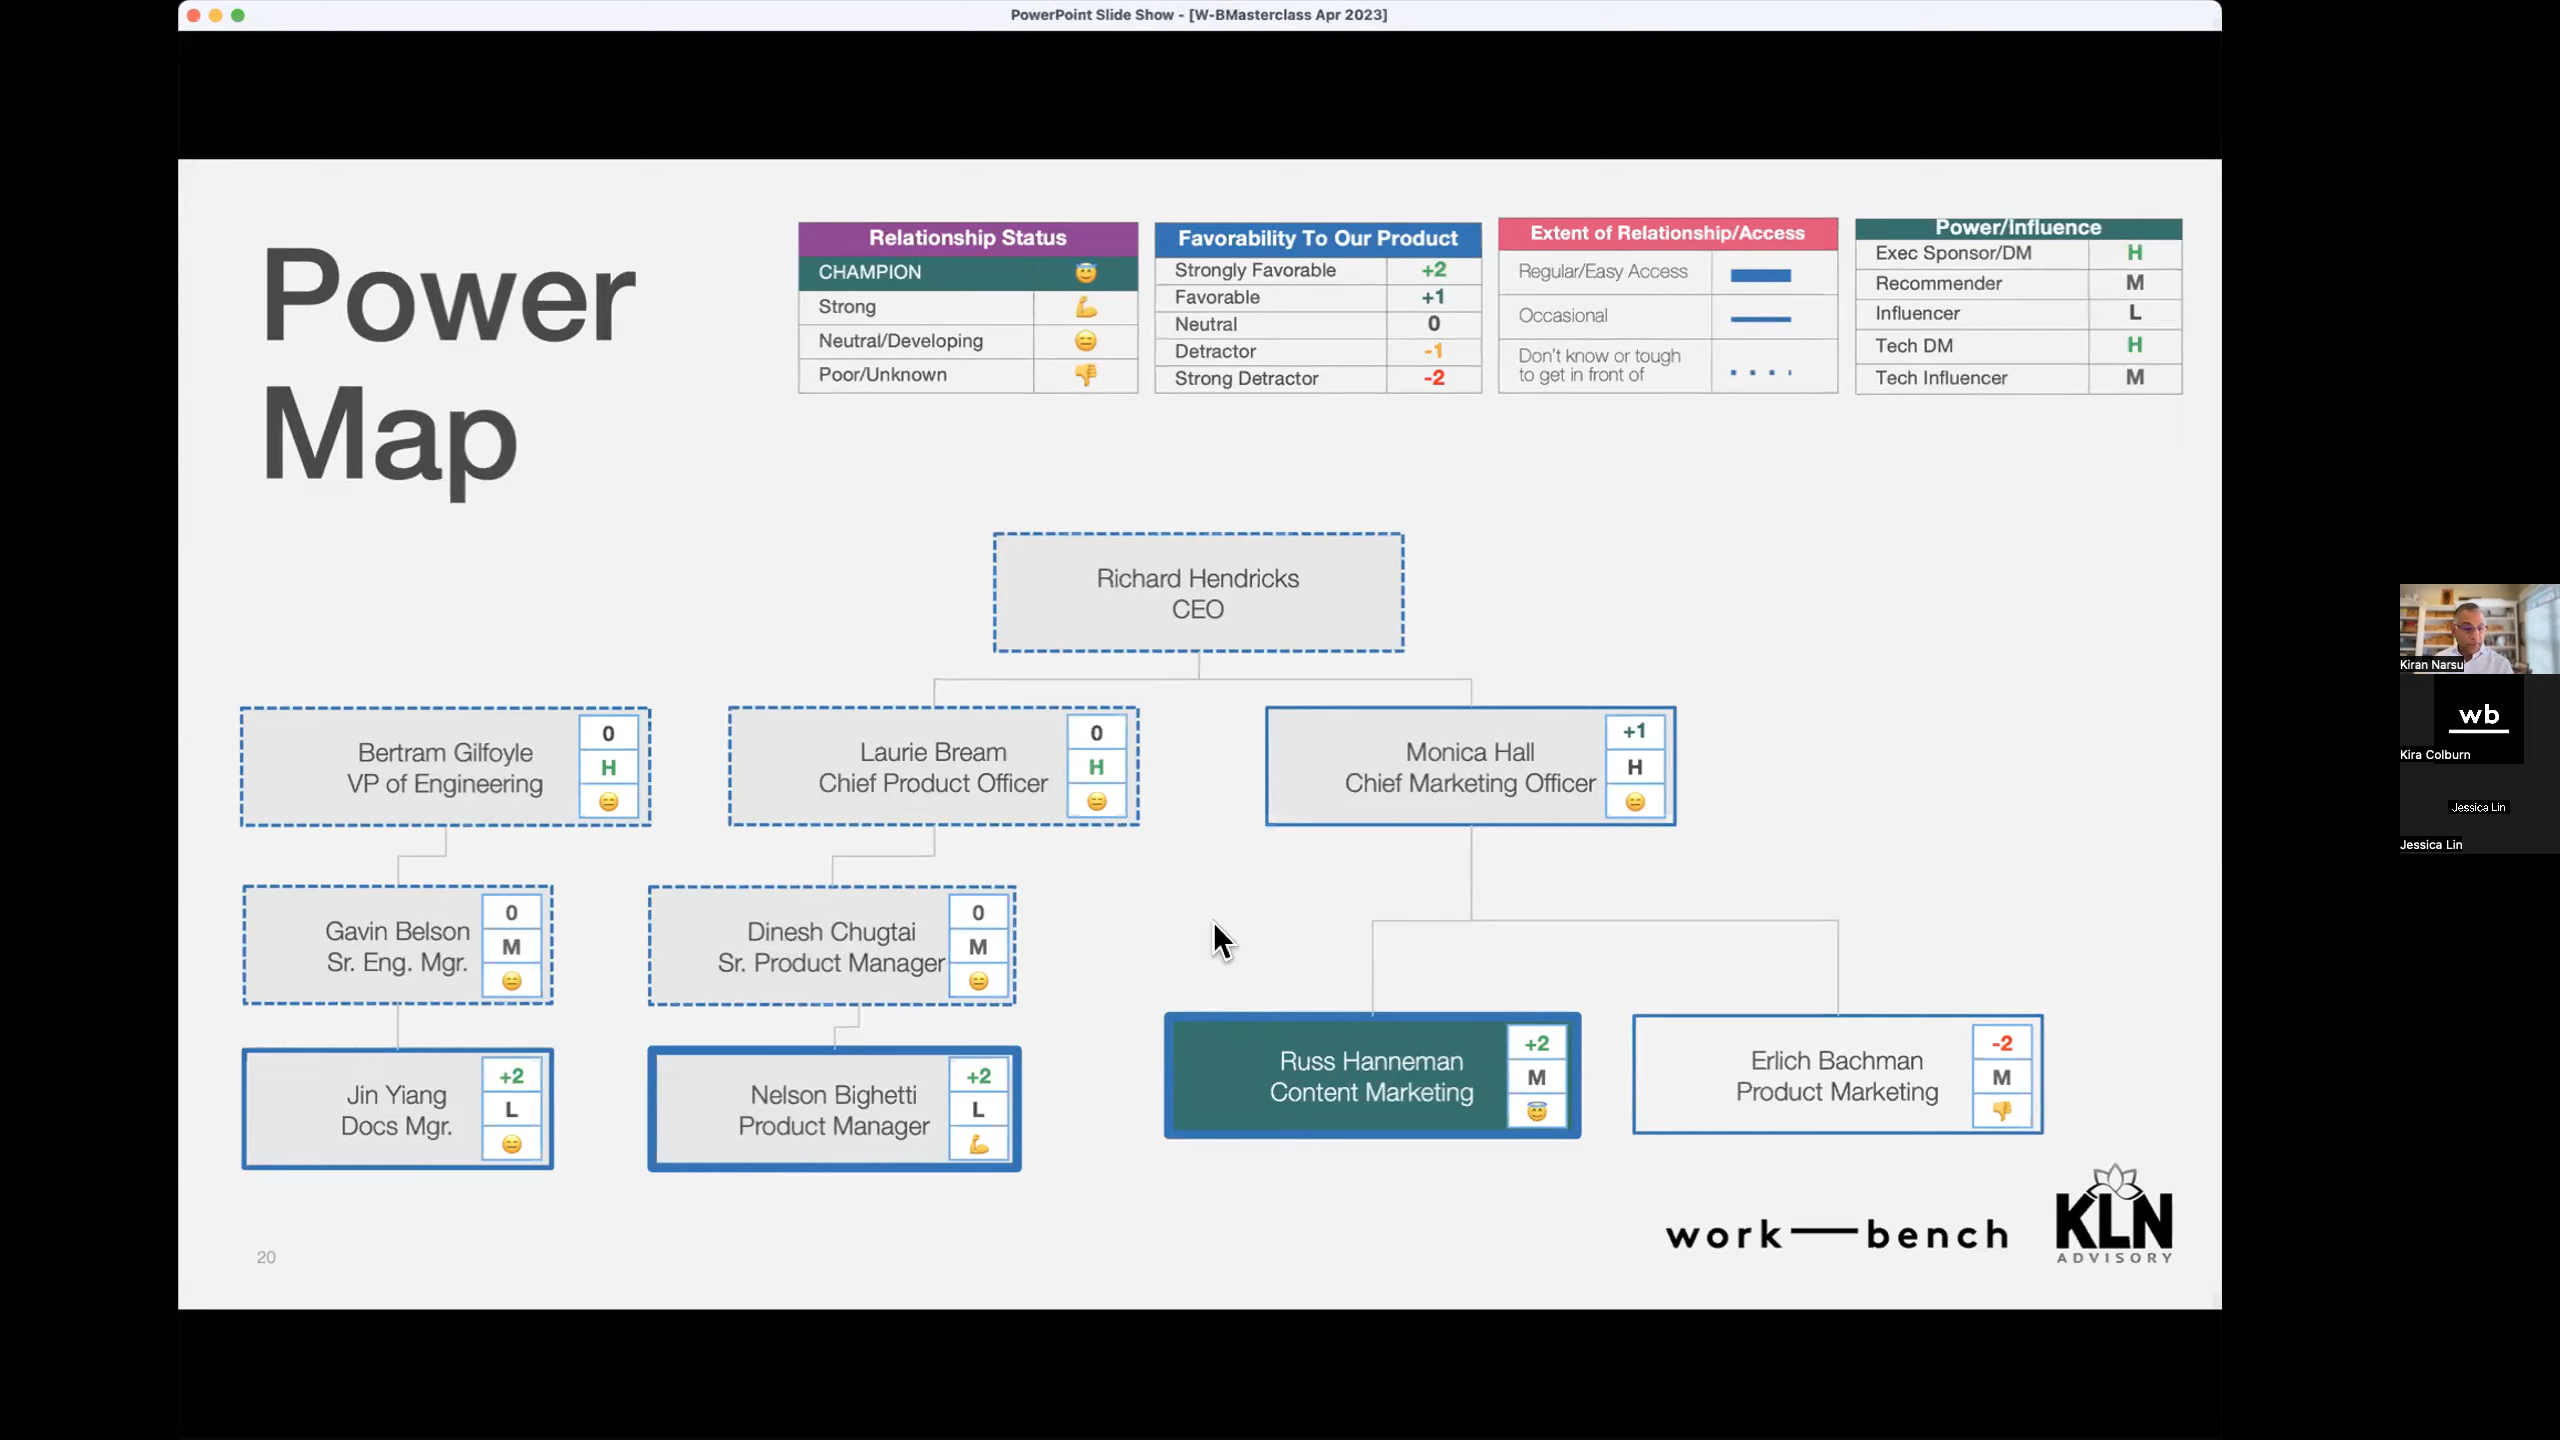 PowerPoint Slide Show - [W-BMasterclass Apr 2023]
Power
Map
Relationship Status
CHAMPION 😇
Strong 💪
Neutral/Developing 😑
Poor/Unknown 👎
Favorability To Our Product
Strongly Favorable +2
Favorable +1
Neutral 0
Detractor -1
Strong Detractor -2
Extent of Relationship/Access
Regular/Easy Access
Occasional
Don't know or tough
to get in front of
Power/Influence
Exec Sponsor/DM H
Recommender M
Influencer L
Tech DM H
Tech Influencer M
Richard Hendricks
CEO
Bertram Gilfoyle
VP of Engineering
0
H
😑
Laurie Bream
Chief Product Officer
0
H
😑
Monica Hall
Chief Marketing Officer
+1
H
😑
Gavin Belson
Sr. Eng. Mgr.
0
M
😑
Dinesh Chugtai
Sr. Product Manager
0
M
😑
Jin Yiang
Docs Mgr.
+2
L
😑
Nelson Bighetti
Product Manager
+2
L
💪
Russ Hanneman
Content Marketing
+2
M
😇
Erlich Bachman
Product Marketing
-2
M
👎
20
work—bench
KLN
ADVISORY
Kiran Narsu
wb
Kira Colburn
Jessica Lin
Jessica Lin